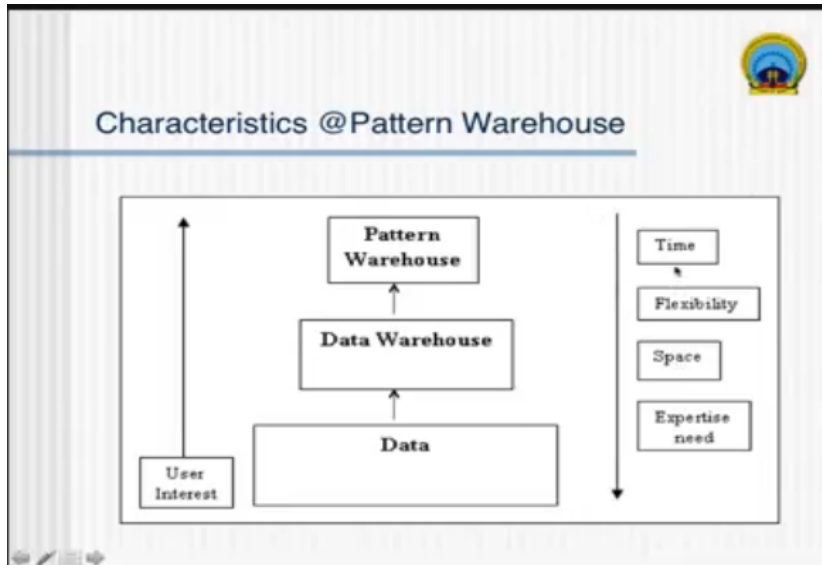 Characteristics @Pattern Warehouse
Pattern
Warehouse
Data Warehouse
Data
User
Interest
Time
Flexibility
Space
Expertise
need